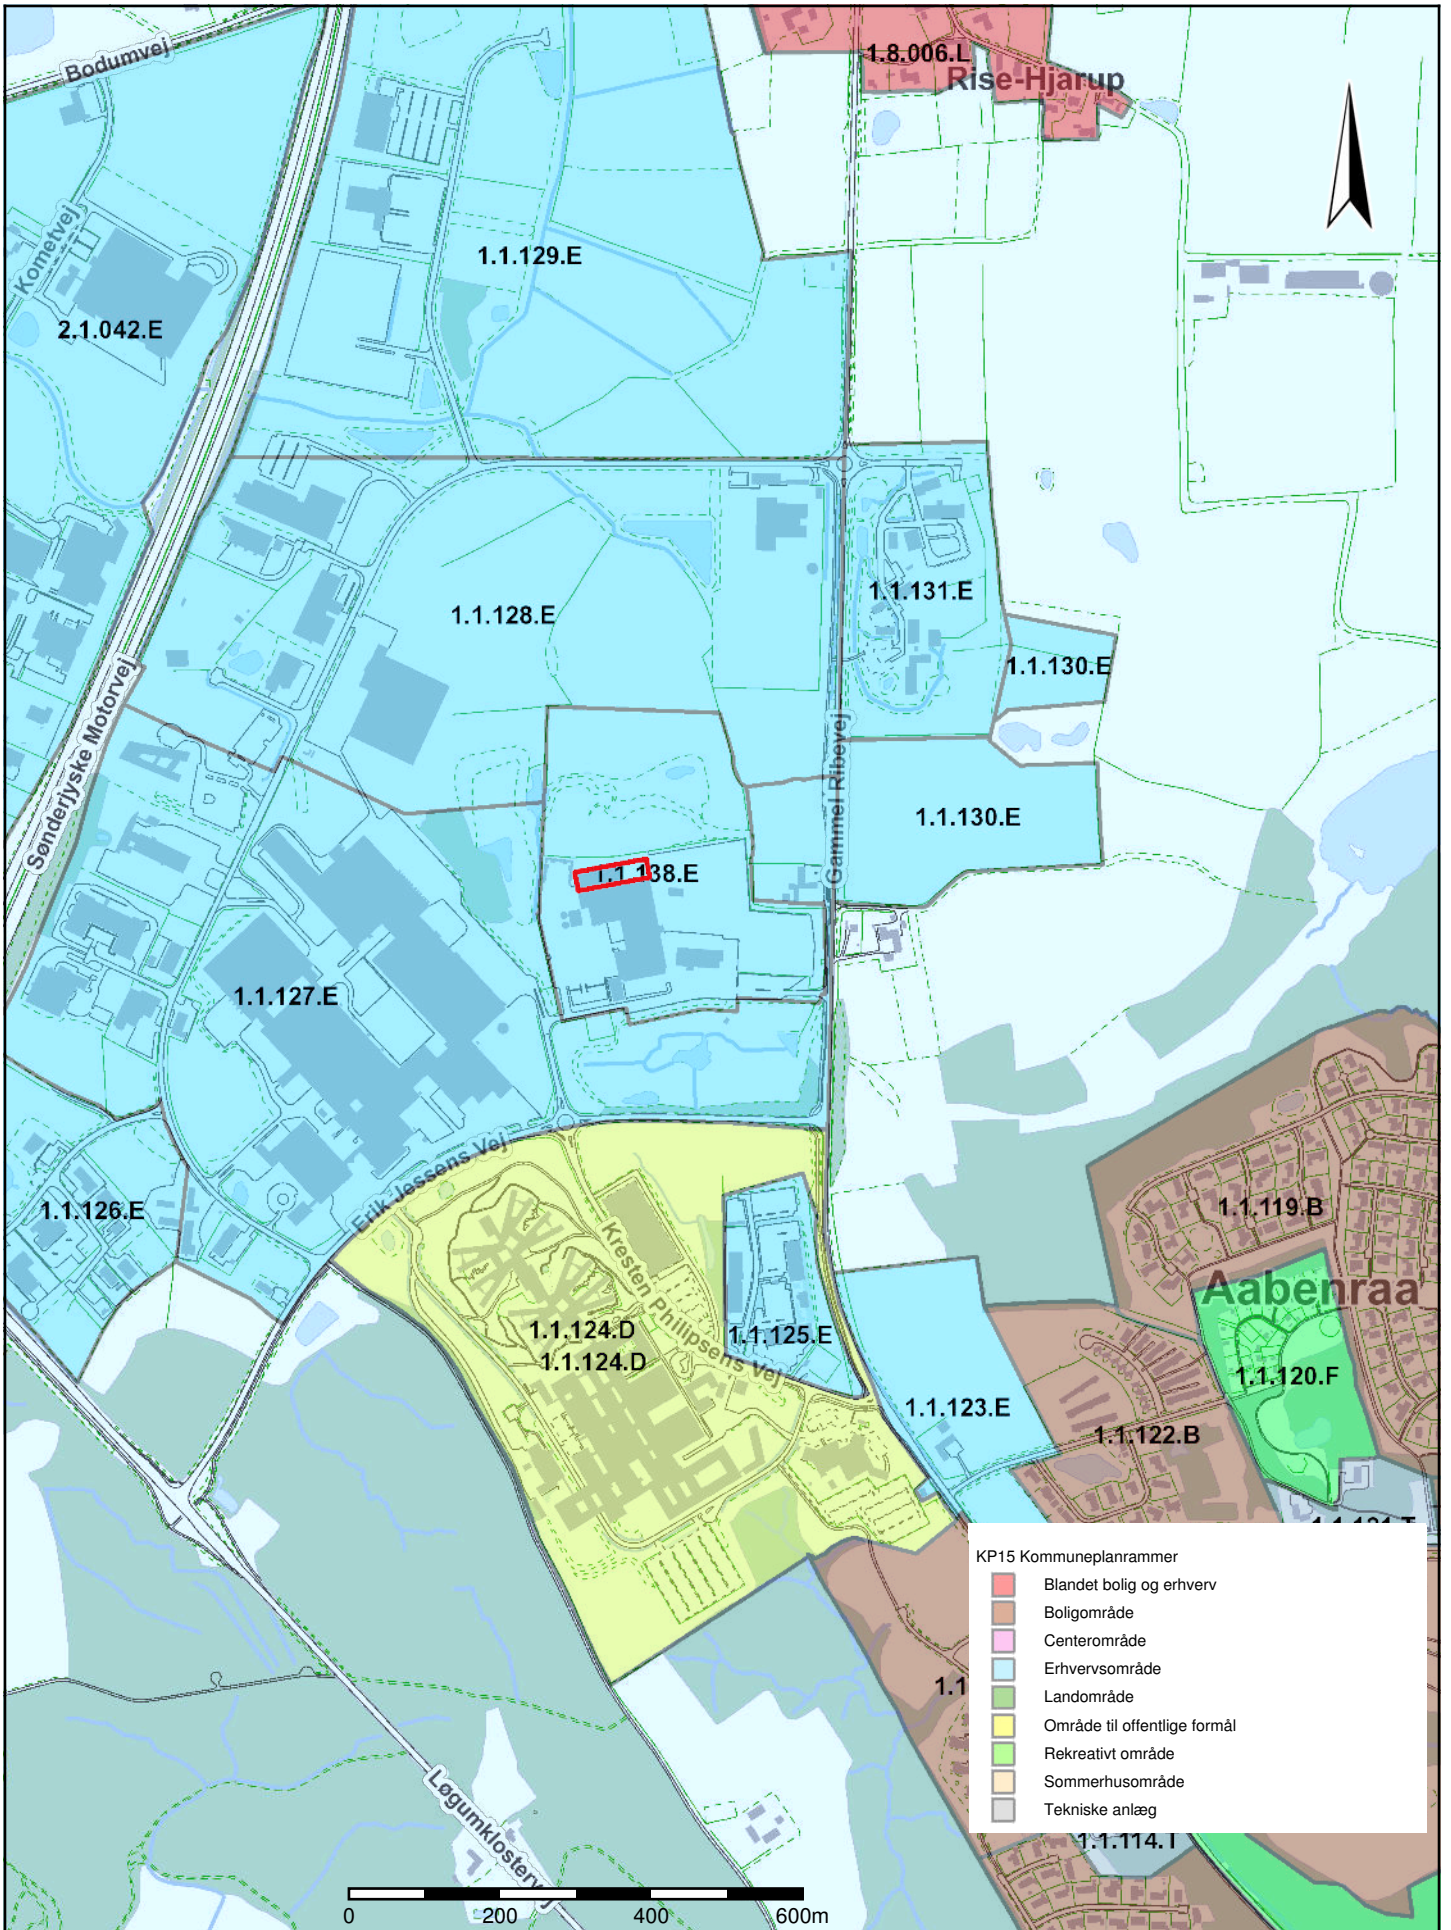 Bodumvej
1.8.006.L
Rise-Hjarup
Kometvej
1.1.129.E
2.1.042.E
1.1.128.E
1.1.131.E
1.1.130.E
Sønderjyske Motorvej
Gammel Ribevej
1.1.130.E
1.1.138.E
1.1.127.E
Erik Jessens Vej
1.1.126.E
1.1.119.B
Kresten Philipsens Vej
Aabenraa
1.1.124.D
1.1.125.E
1.1.124.D
1.1.120.F
1.1.123.E
1.1.122.B
KP15 Kommuneplanrammer
Blandet bolig og erhverv
Boligområde
Centerområde
Erhvervsområde
1.1
Landområde
Område til offentlige formål
Rekreativt område
Sommerhusområde
Tekniske anlæg
Løgumklostervej
1.1.114.T
0 200 400 600m